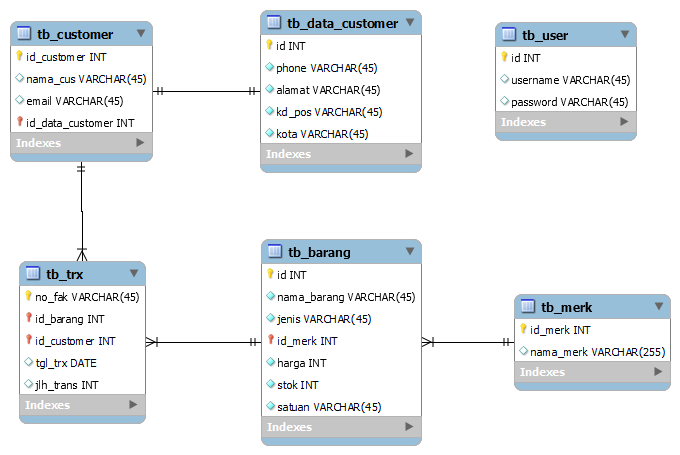 tb_customer
id_customer INT
nama_cus VARCHAR(45)
email VARCHAR(45)
id_data_customer INT
Indexes
tb_data_customer
id INT
phone VARCHAR(45)
alamat VARCHAR(45)
kd_pos VARCHAR(45)
kota VARCHAR(45)
Indexes
tb_user
id INT
username VARCHAR(45)
password VARCHAR(45)
Indexes
tb_trx
no_fak VARCHAR(45)
id_barang INT
id_customer INT
tgl_trx DATE
jlh_trans INT
Indexes
tb_barang
id INT
nama_barang VARCHAR(45)
jenis VARCHAR(45)
id_merk INT
harga INT
stok INT
satuan VARCHAR(45)
Indexes
tb_merk
id_merk INT
nama_merk VARCHAR(255)
Indexes